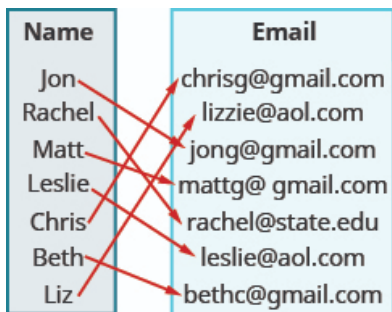 Name
Jon
Rachel
Matt
Leslie
Chris
Beth
Liz
Email
chrisg@gmail.com
lizzie@aol.com
jong@gmail.com
mattg@ gmail.com
rachel@state.edu
leslie@aol.com
bethc@gmail.com